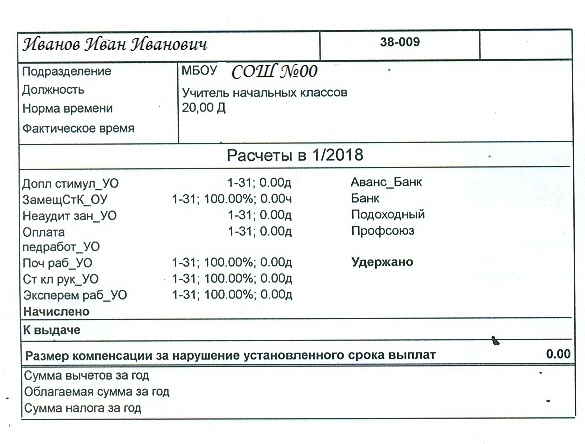 Иванов Иван Иванович 38-009
Подразделение МБОУ СОШ №00
Должность Учитель начальных классов
Норма времени 20,00 Д
Фактическое время
Расчеты в 1/2018
Допл стимул_УО 1-31; 0.00д Аванс_Банк
ЗамещСтК_ОУ 1-31; 100.00%; 0.00ч Банк
Неаудит зан_УО 1-31; 0.00д Подоходный
Оплата 1-31; 0.00д Профсоюз
педработ_УО
Поч раб_УО 1-31; 100.00%; 0.00д Удержано
Ст кл рук_УО 1-31; 100.00%; 0.00д
Эксперем раб_УО 1-31; 100.00%; 0.00д
Начислено
К выдаче
Размер компенсации за нарушение установленного срока выплат 0.00
Сумма вычетов за год
Облагаемая сумма за год
Сумма налога за год